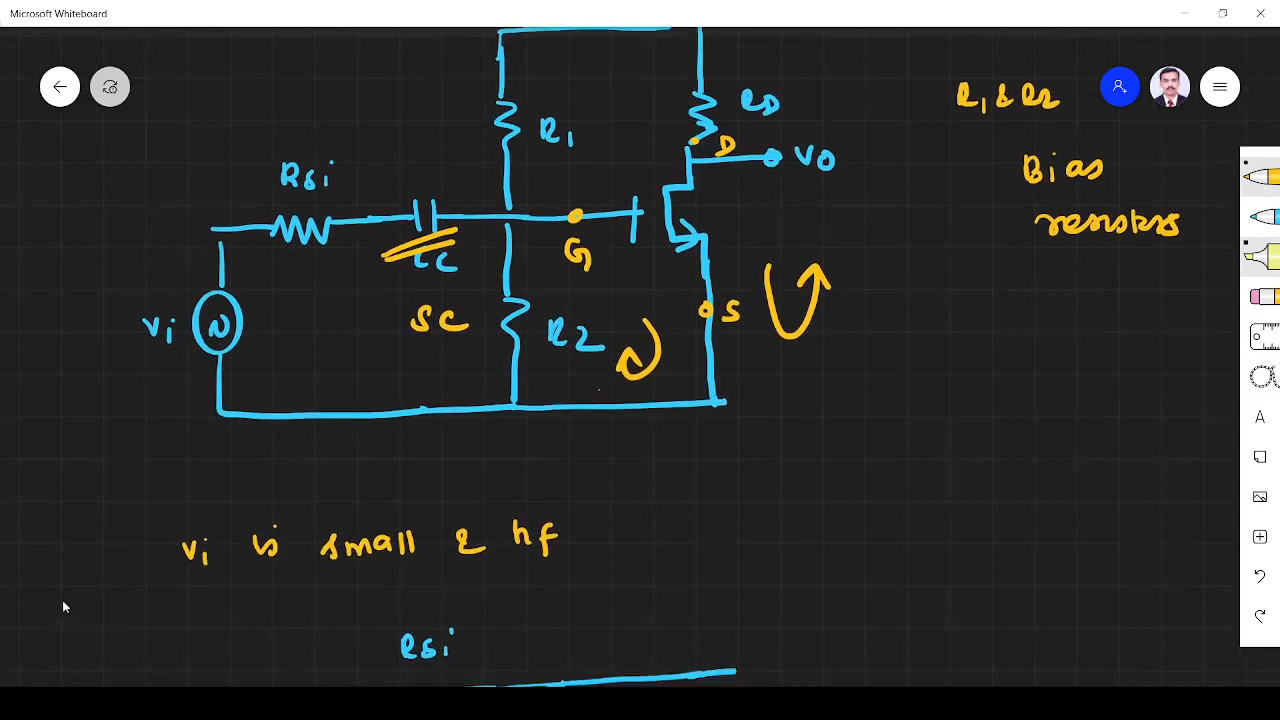 Microsoft Whiteboard
R1 & R2
Bias
resistors
RD
D
vo
R1
Rsi
CC
G
SC
vi
R2
S
vi is small & hf
Rsi
A